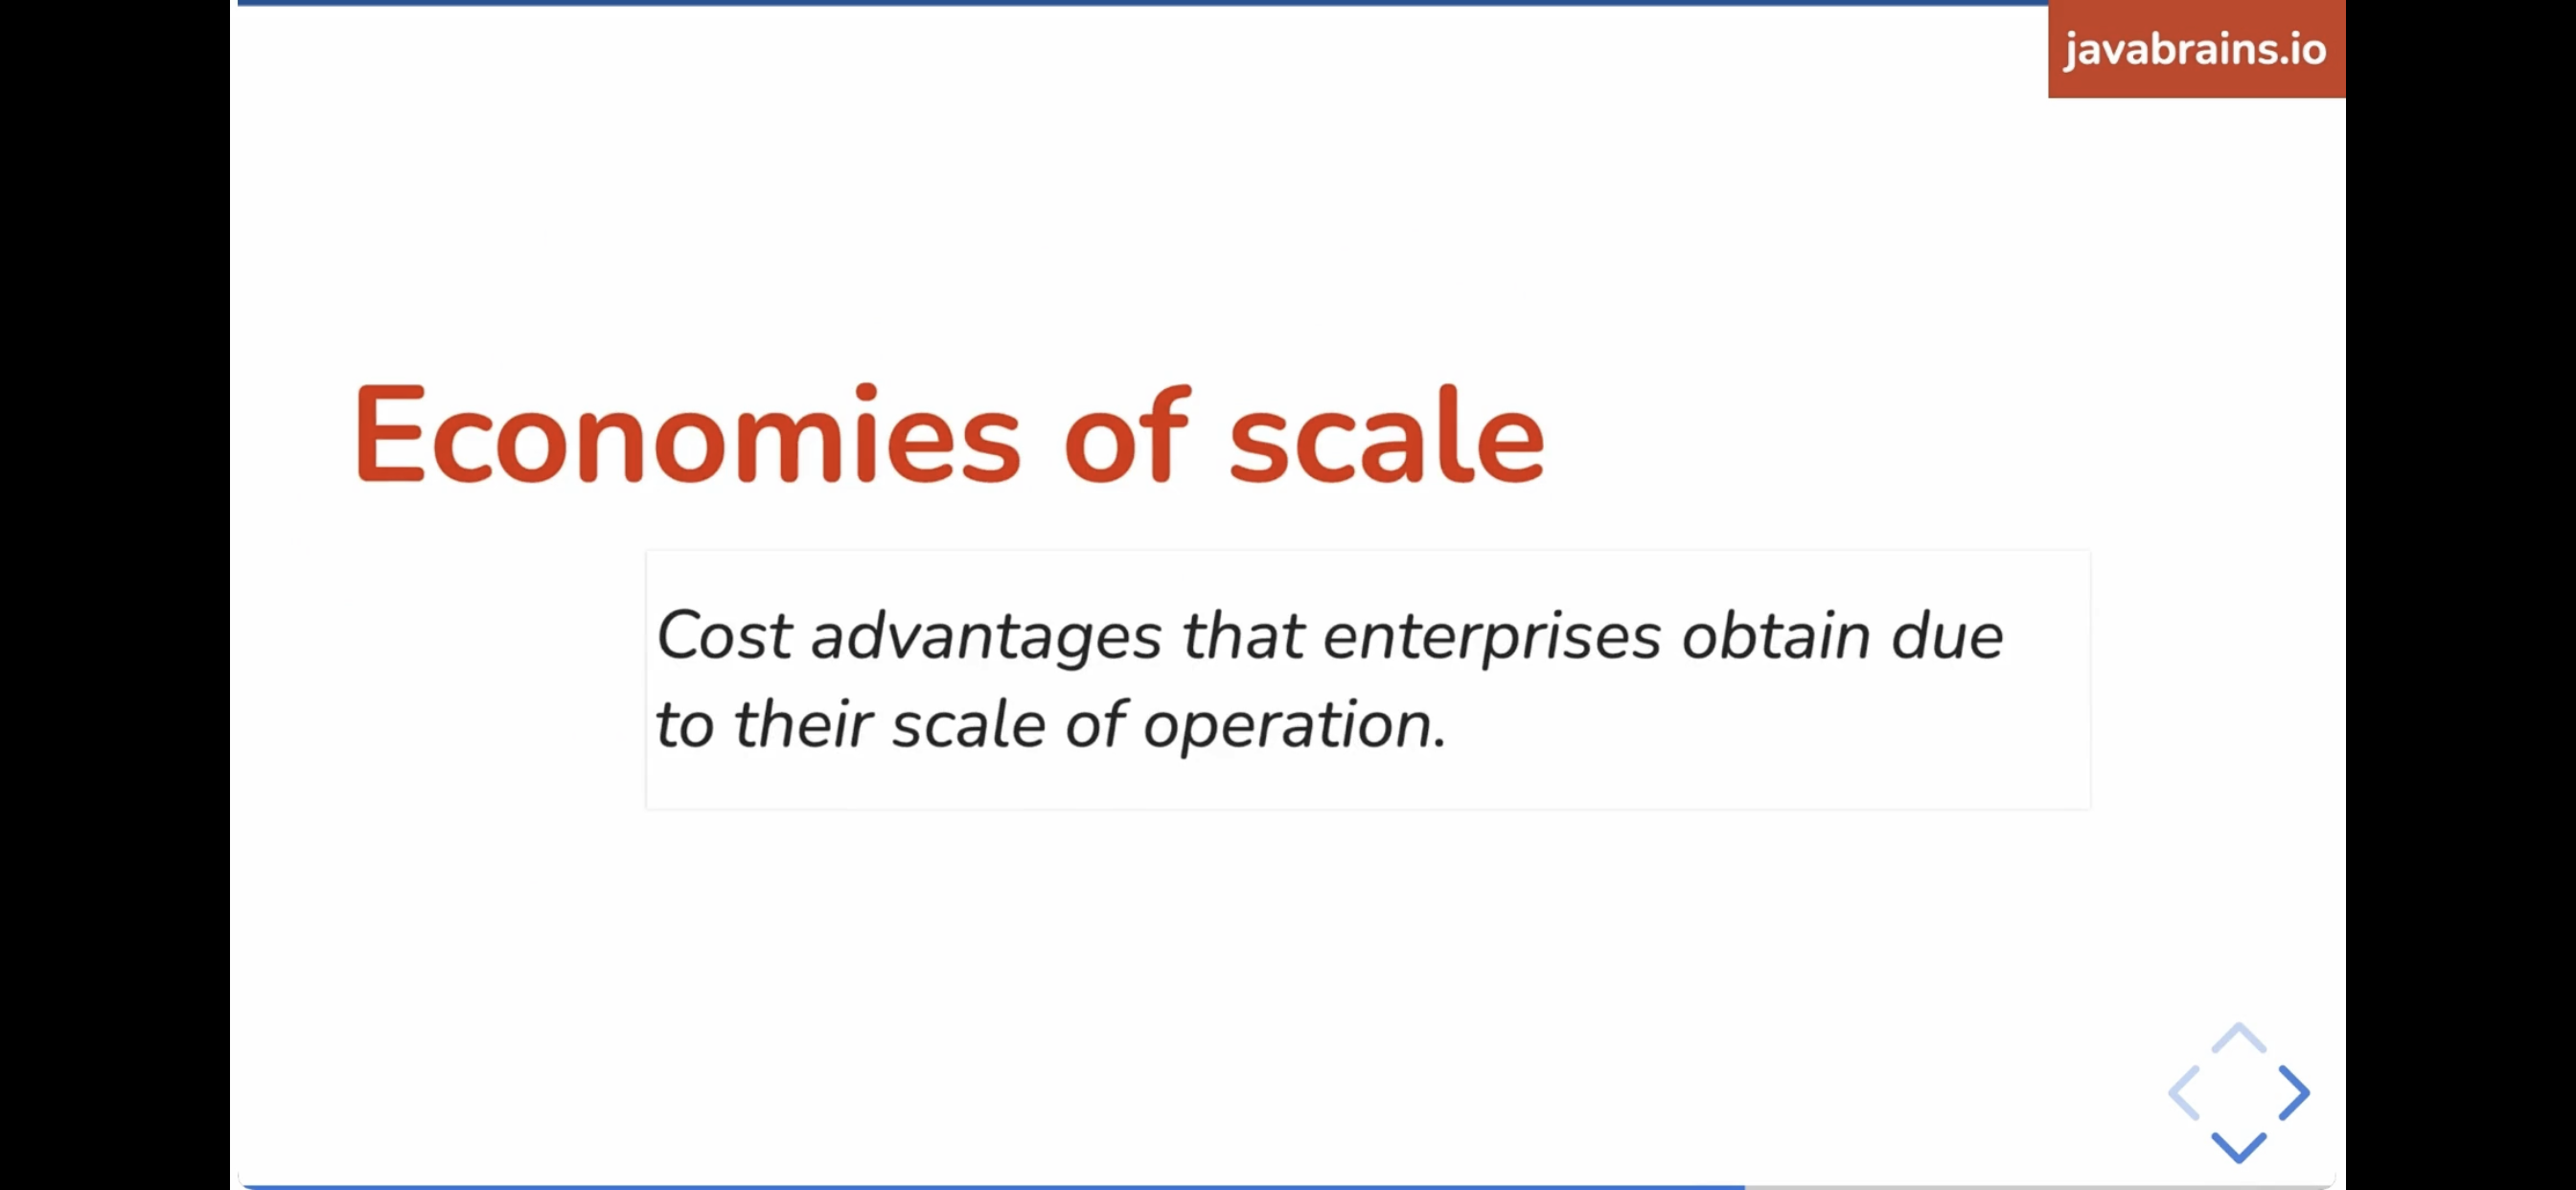 javabrains.io
Economies of scale
Cost advantages that enterprises obtain due
to their scale of operation.